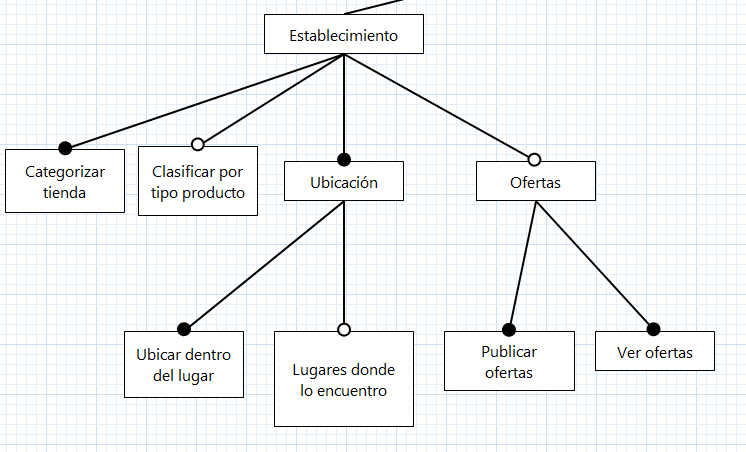 Establecimiento
Categorizar
tienda
Clasificar por
tipo producto
Ubicación
Ofertas
Ubicar dentro
del lugar
Lugares donde
lo encuentro
Publicar
ofertas
Ver ofertas